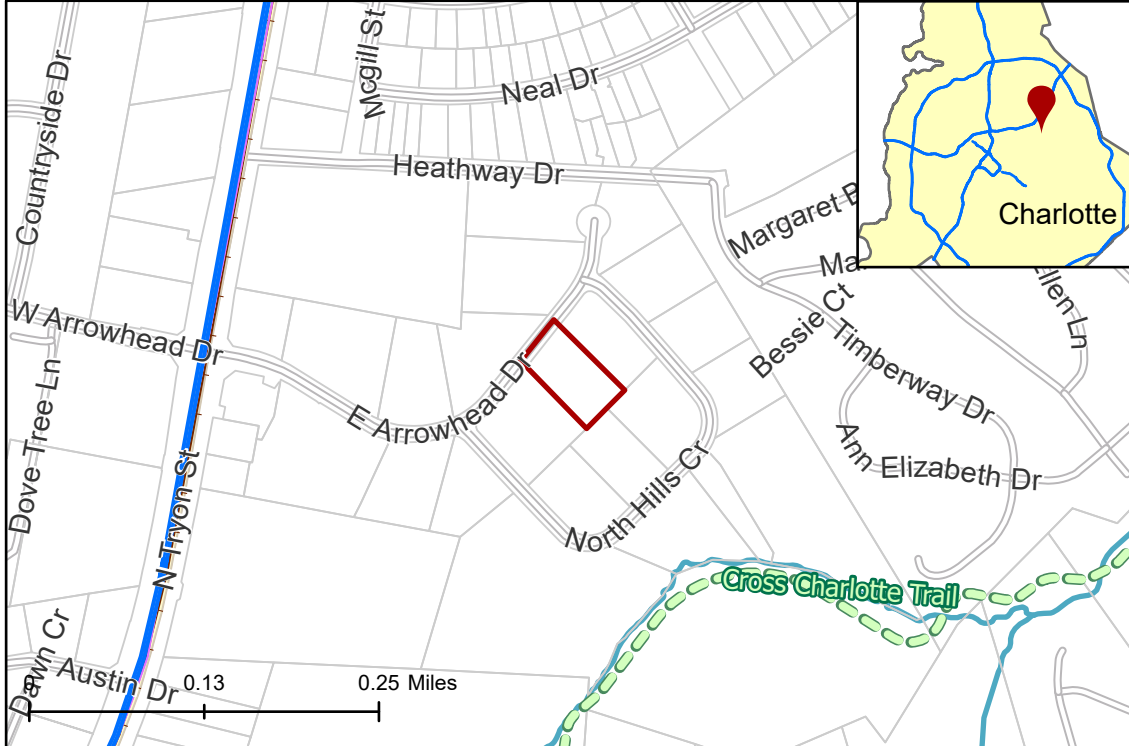 Mcgill St
Neal Dr
Countryside Dr
Heathway Dr
Charlotte
Margaret B
Ma
Ellen Ln
Bessie Ct
Timberway Dr
W Arrowhead Dr
E Arrowhead Dr
Dove Tree Ln
Ann Elizabeth Dr
North Hills Cr
N Tryon St
Cross Charlotte Trail
Dawn Cr
Austin Dr
0
0.13
0.25 Miles